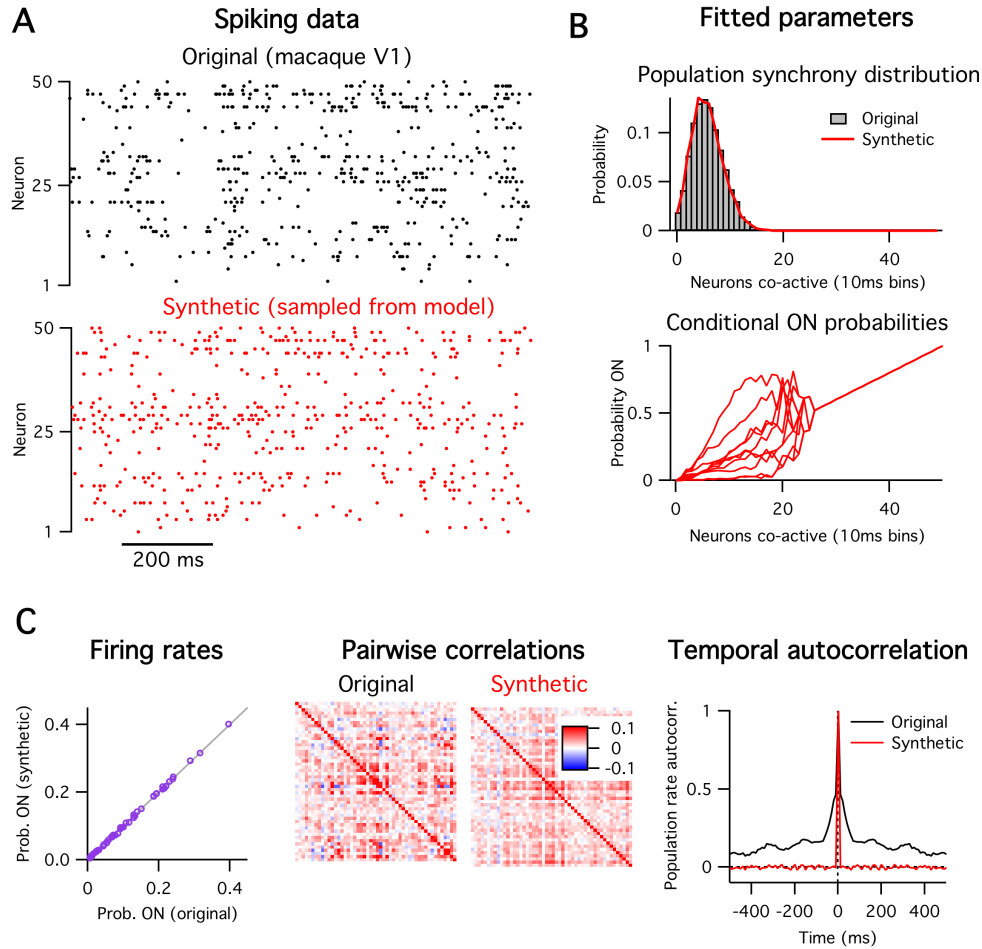 A
Spiking data
Original (macaque V1)
50
25
1
Neuron
Synthetic (sampled from model)
50
25
1
Neuron
200 ms
B
Fitted parameters
Population synchrony distribution
Original
Synthetic
0.1
0.05
0
Probability
0 20 40
Neurons co-active (10ms bins)
Conditional ON probabilities
1
0.5
0
Probability ON
0 20 40
Neurons co-active (10ms bins)
C
Firing rates
0.4
0.2
0.0
Prob. ON (synthetic)
0 0.2 0.4
Prob. ON (original)
Pairwise correlations
Original Synthetic
0.1
0
-0.1
Temporal autocorrelation
Original
Synthetic
1
0.5
0
Population rate autocorr.
-400 -200 0 200 400
Time (ms)